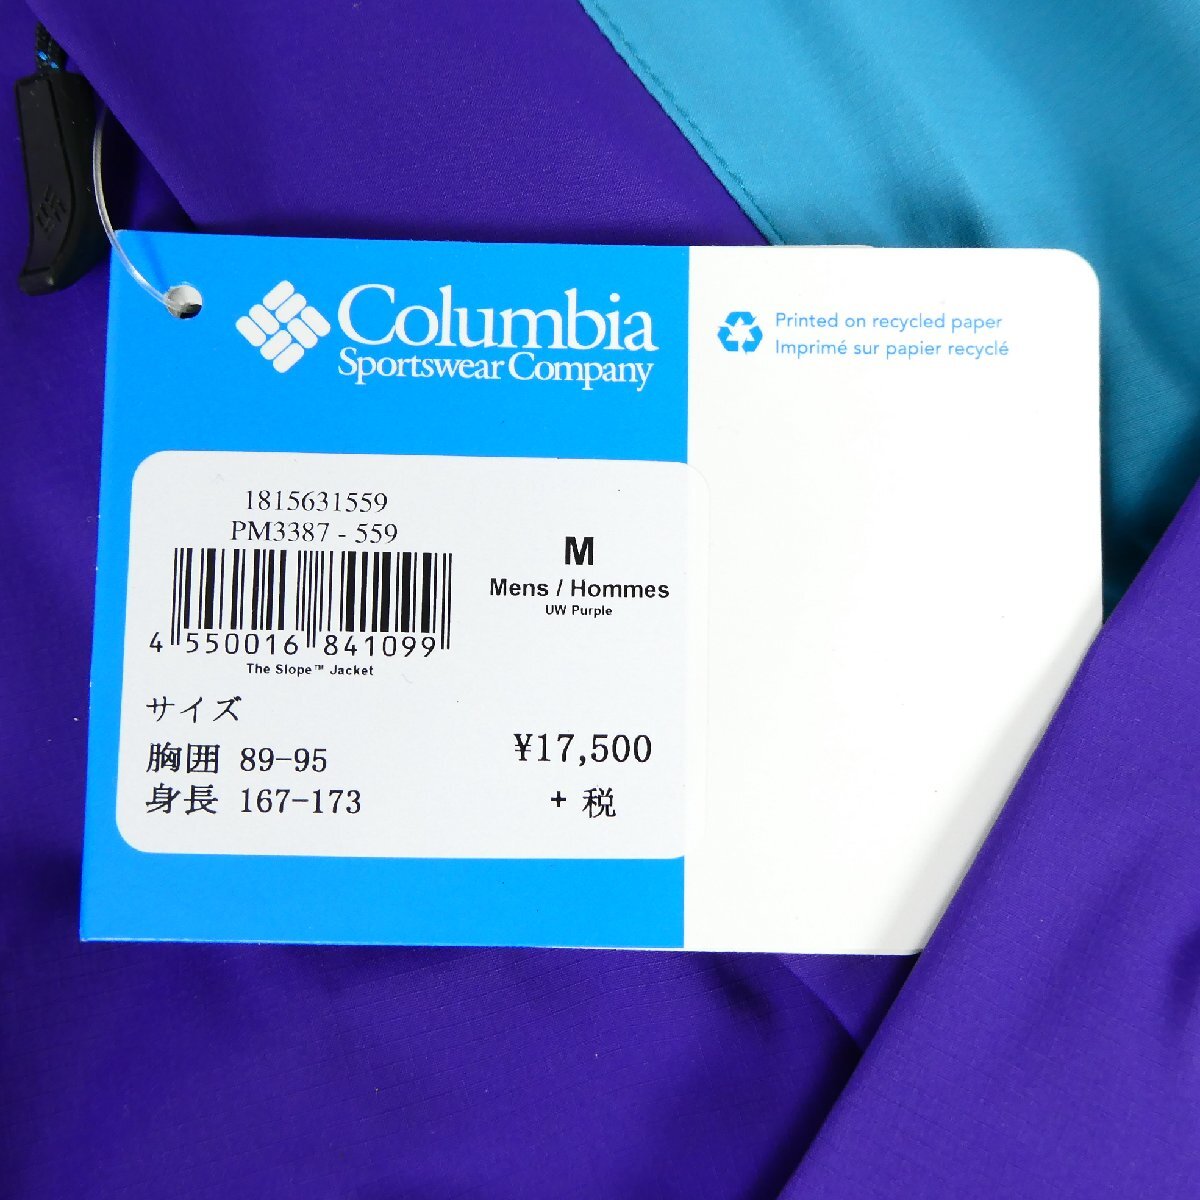 Columbia
Sportswear Company
Printed on recycled paper
Imprimé sur papier recyclé
1815631559
PM3387 - 559
4 550016 841099
The Slope™ Jacket
M
Mens / Hommes
UW Purple
サイズ
胸囲 89-95
身長 167-173
¥17,500
+ 税